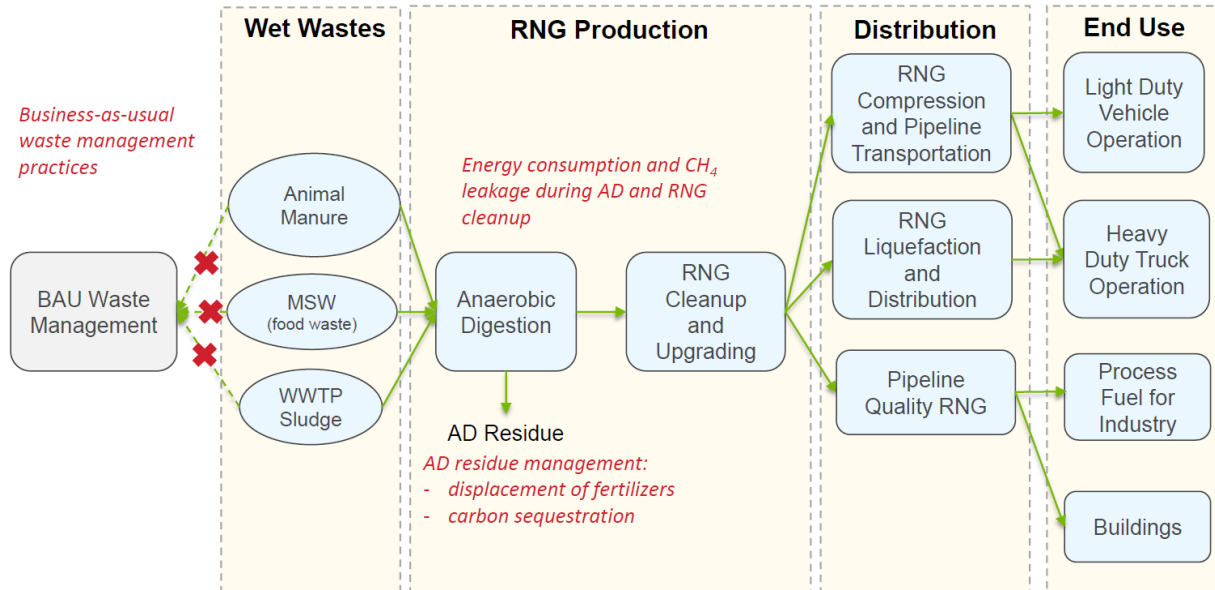 Wet Wastes
RNG Production
Distribution
End Use
Business-as-usual
waste management
practices
BAU Waste
Management
Animal
Manure
MSW
(food waste)
WWTP
Sludge
Energy consumption and CH₄
leakage during AD and RNG
cleanup
Anaerobic
Digestion
RNG
Cleanup
and
Upgrading
AD Residue
AD residue management:
- displacement of fertilizers
- carbon sequestration
RNG
Compression
and Pipeline
Transportation
RNG
Liquefaction
and
Distribution
Pipeline
Quality RNG
Light Duty
Vehicle
Operation
Heavy
Duty Truck
Operation
Process
Fuel for
Industry
Buildings